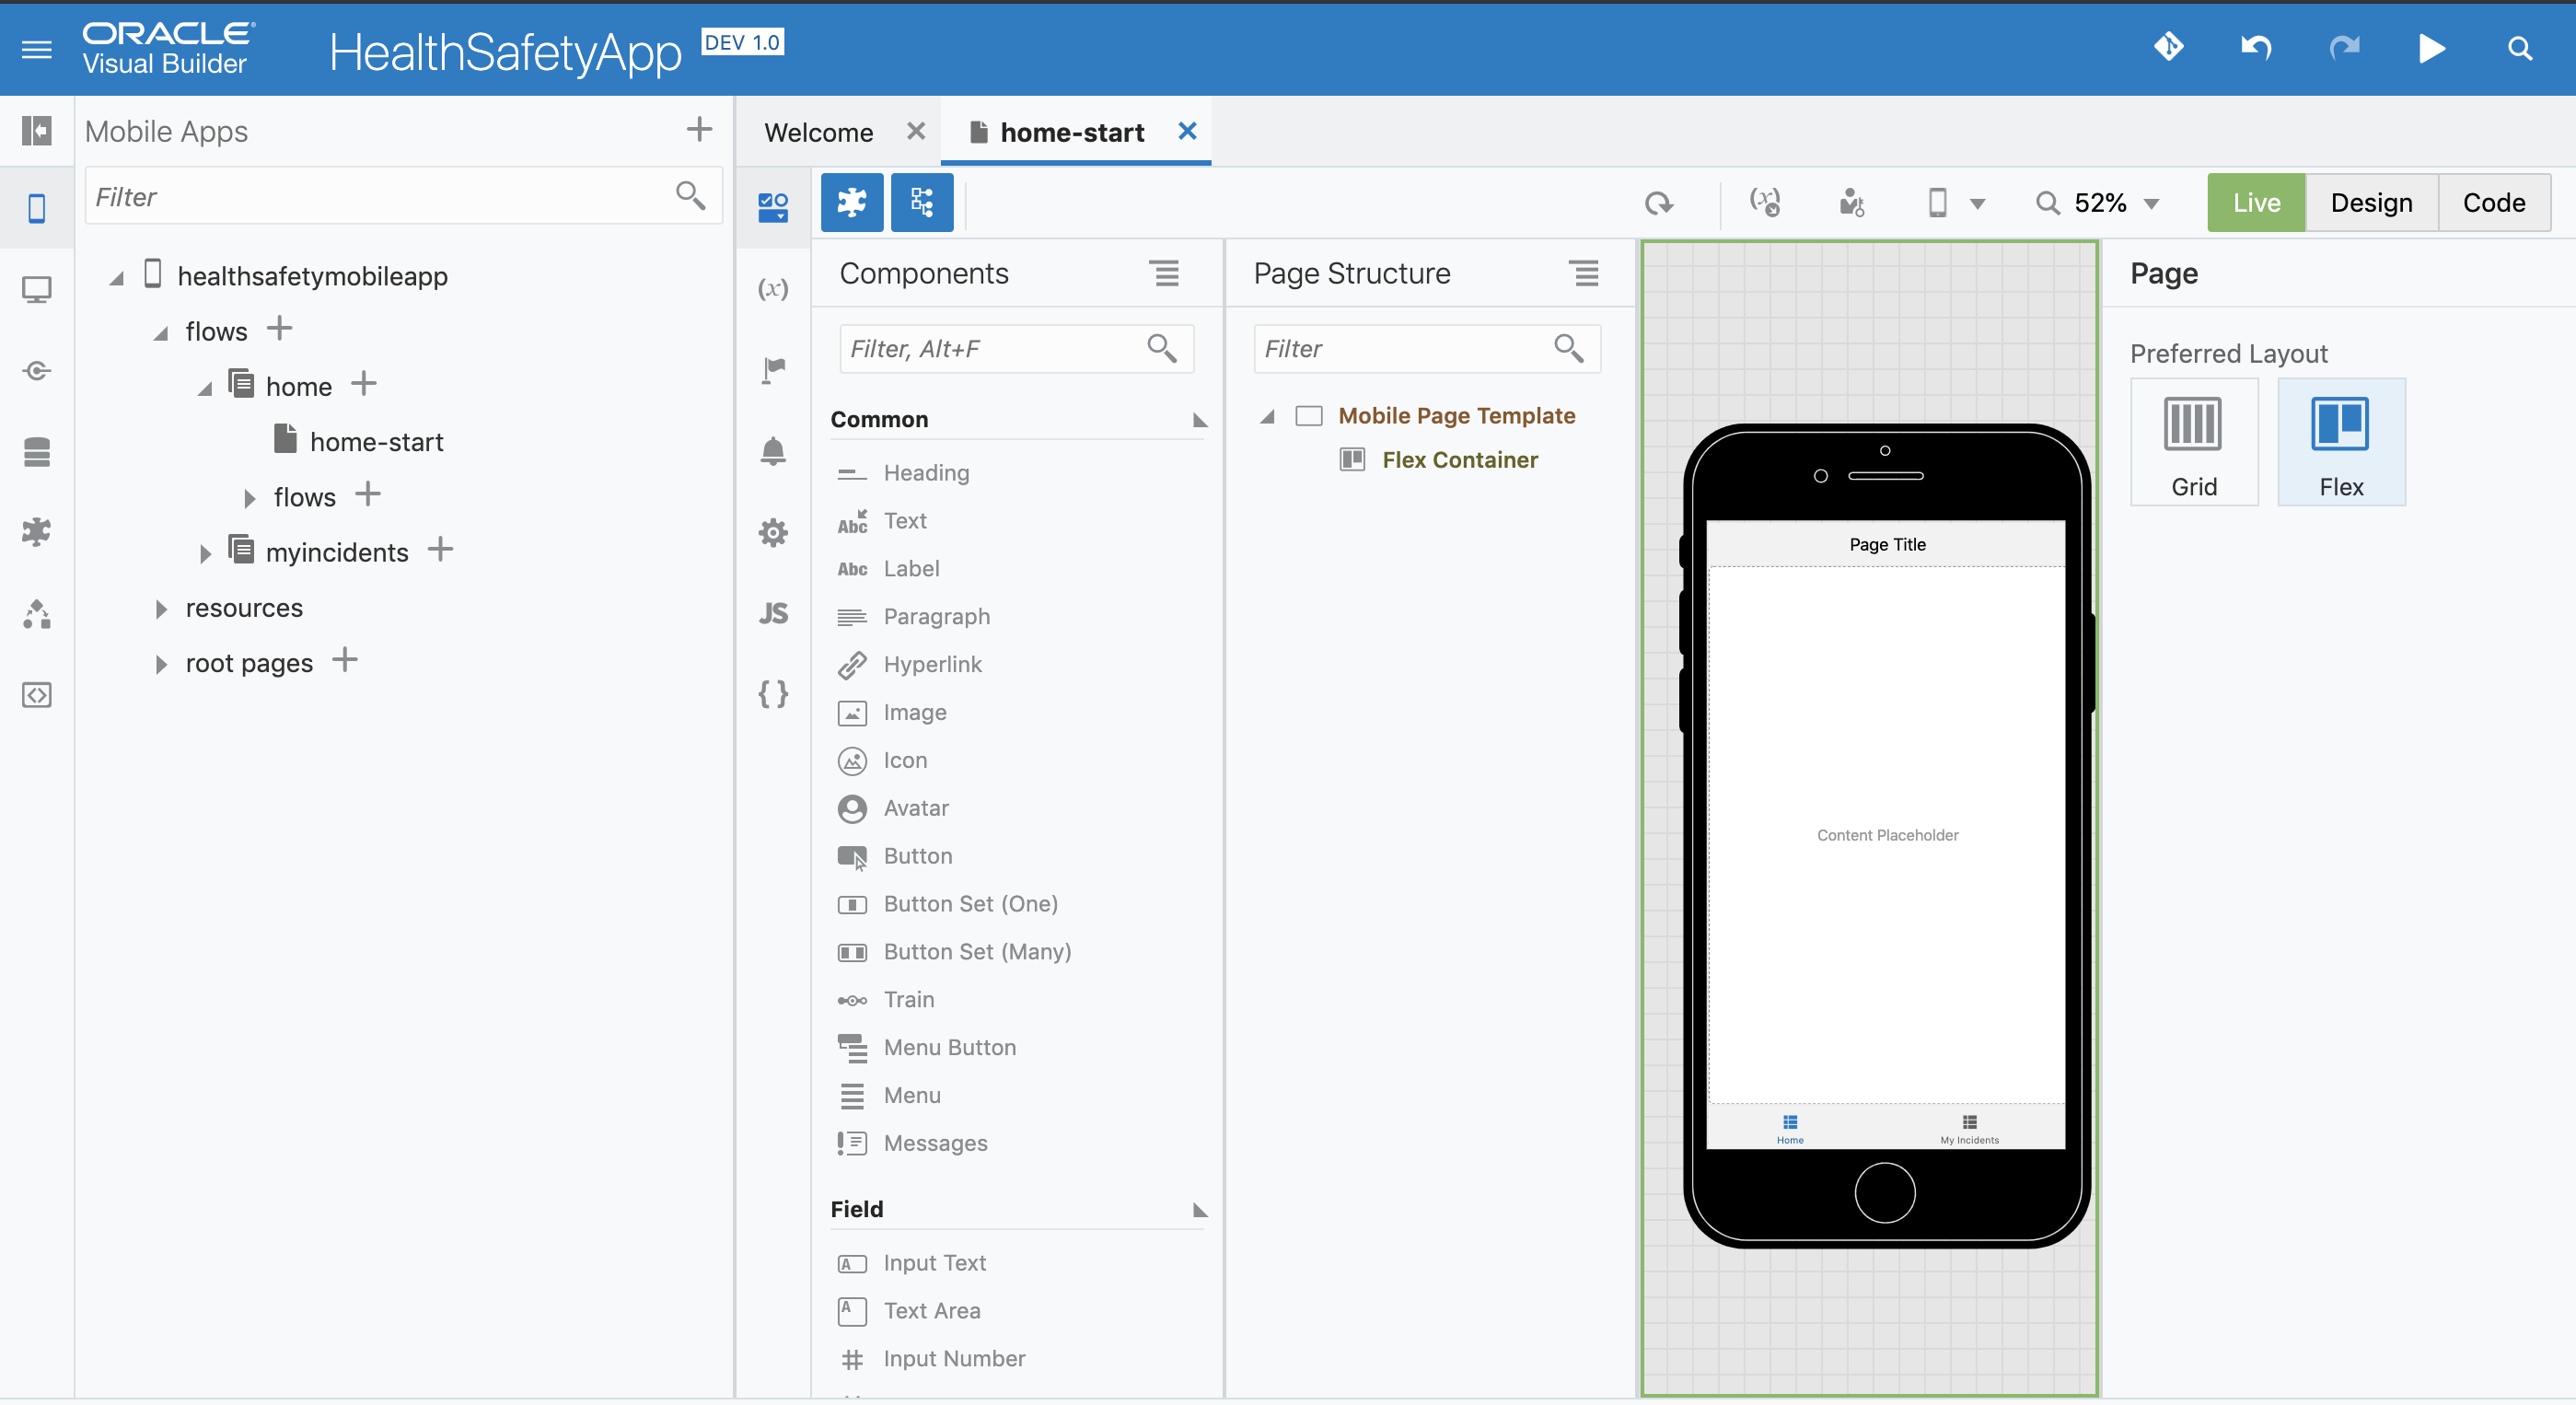 ORACLE
Visual Builder
HealthSafetyApp DEV 1.0
Mobile Apps
Filter
healthsafetymobileapp
flows
home
home-start
flows
myincidents
resources
root pages
Welcome
home-start
(x)
JS
{ }
(x)
52%
Live
Design
Code
Components
Filter, Alt+F
Common
Heading
Abc
Text
Abc
Label
Paragraph
Hyperlink
Image
Icon
Avatar
Button
Button Set (One)
Button Set (Many)
Train
Menu Button
Menu
Messages
Field
A
Input Text
A
Text Area
Input Number
Page Structure
Filter
Mobile Page Template
Flex Container
Page Title
Content Placeholder
Home
My Incidents
Page
Preferred Layout
Grid
Flex